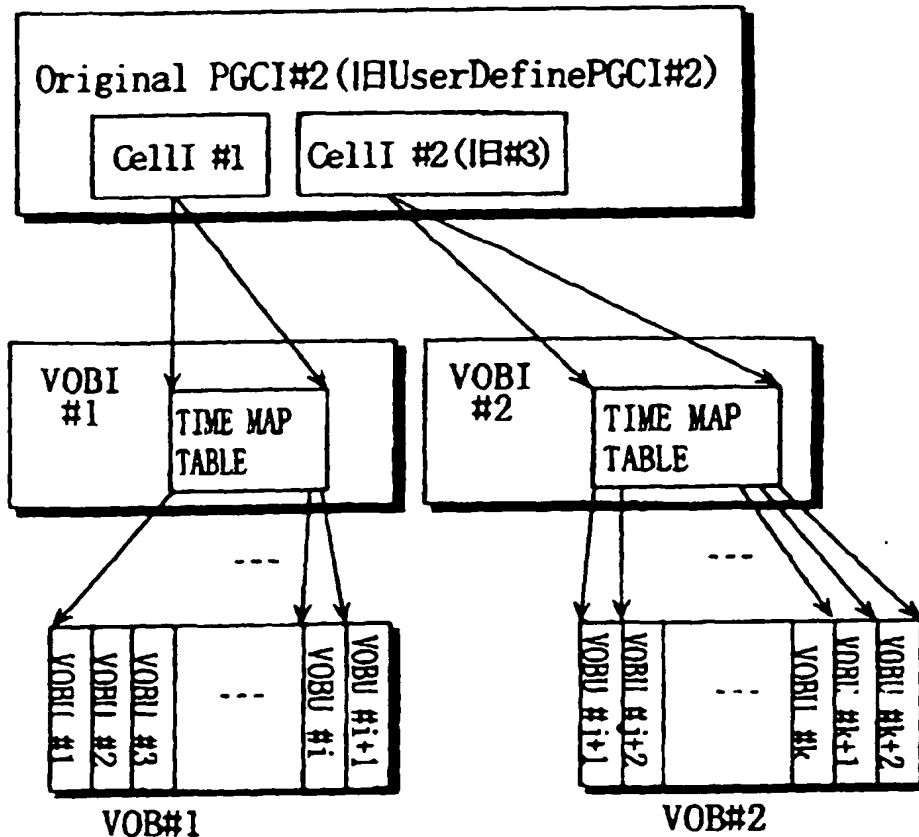 Original PGCI#2(旧UserDefinePGCI#2)
CellI #1
CellI #2(旧#3)
VOBI
#1
TIME MAP
TABLE
VOBI
#2
TIME MAP
TABLE
---
---
VOBU #1
VOBU #2
VOBU #3
---
VOBU #i
VOBU #i+1
VOBU #j+1
VOBU #j+2
---
VOBU #k
VOBU #k+1
VOBU #k+2
VOB#1
VOB#2